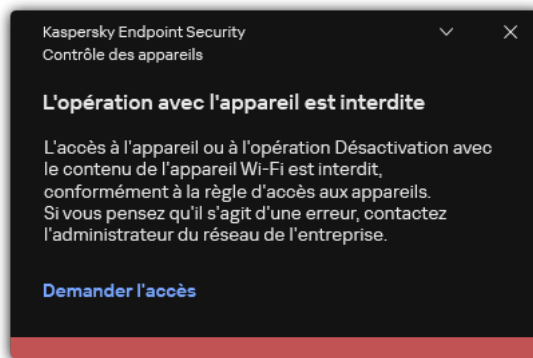 Kaspersky Endpoint Security
Contrôle des appareils
L'opération avec l'appareil est interdite
L'accès à l'appareil ou à l'opération Désactivation avec
le contenu de l'appareil Wi-Fi est interdit,
conformément à la règle d'accès aux appareils.
Si vous pensez qu'il s'agit d'une erreur, contactez
l'administrateur du réseau de l'entreprise.
Demander l'accès